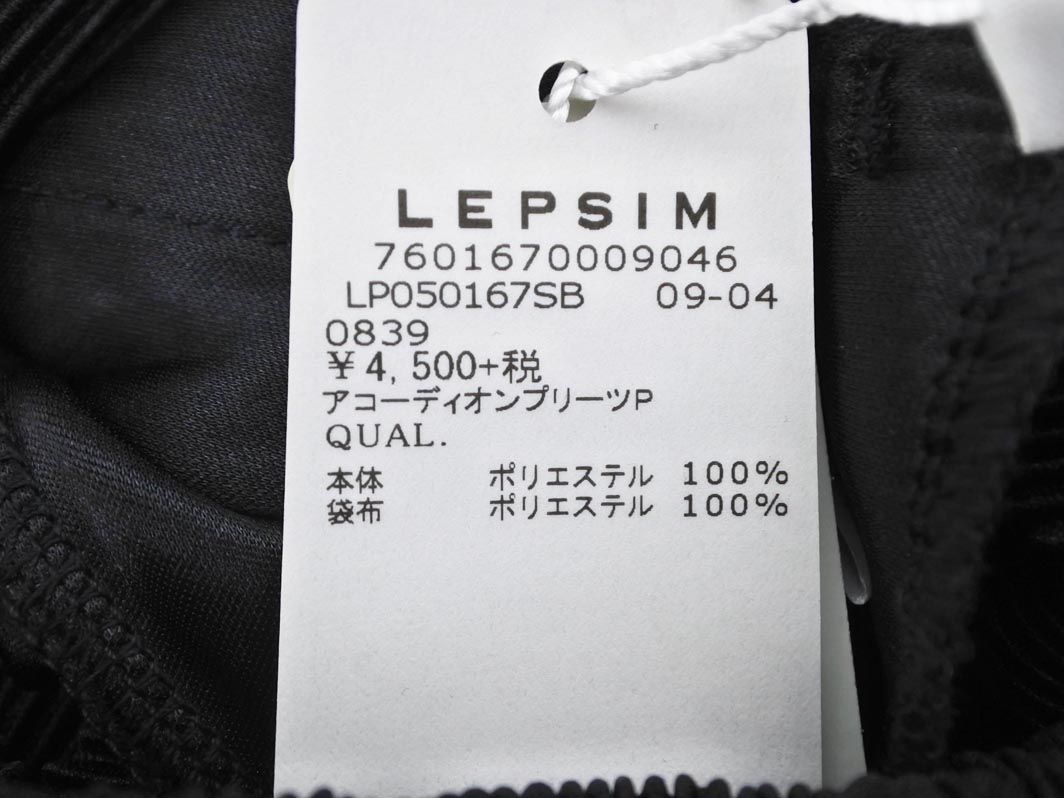 LEPSIM
7601670009046
LP050167SB 09-04
0839
¥4,500+税
アコーディオンプリーツP
QUAL.
本体 ポリエステル 100%
袋布 ポリエステル 100%